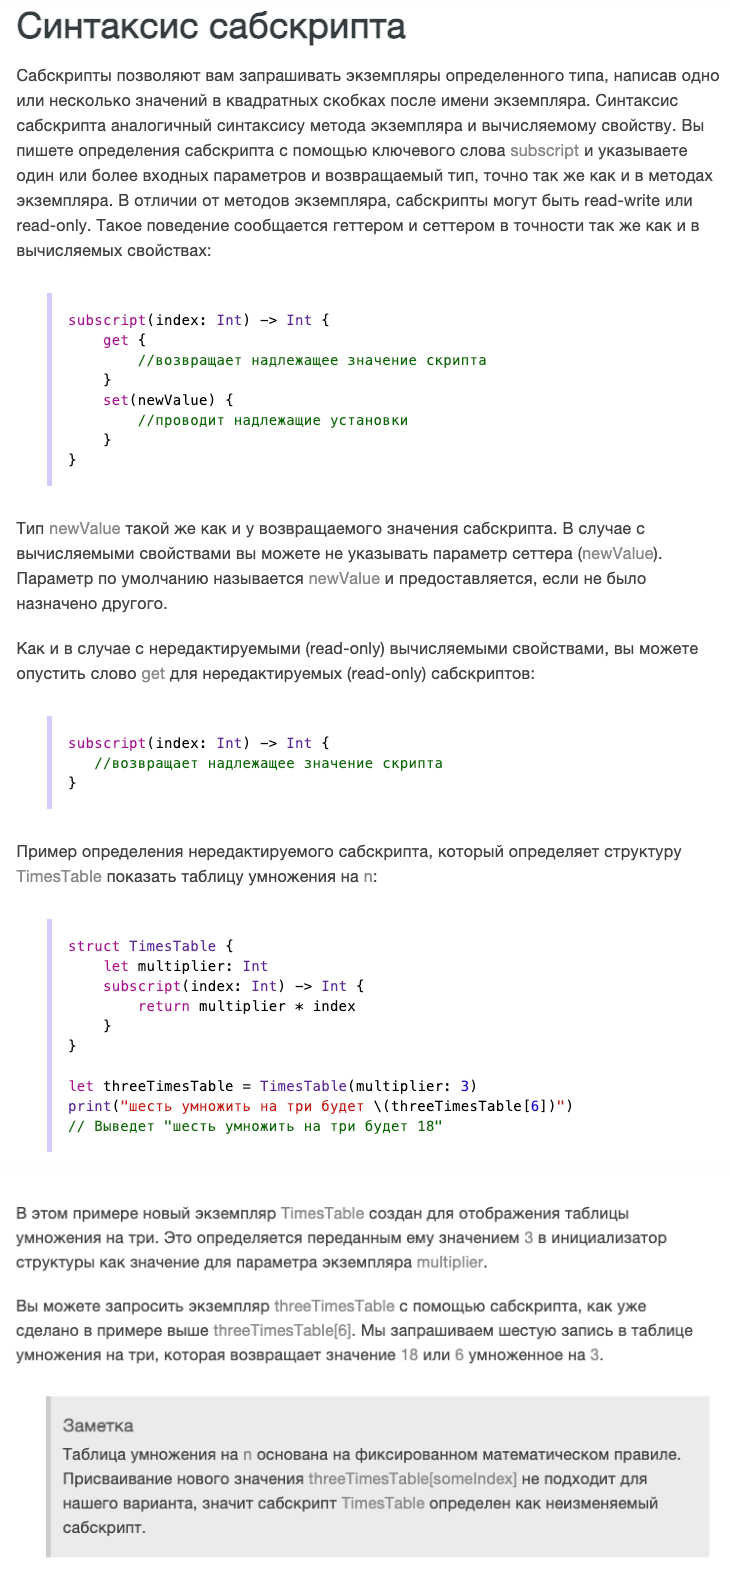 Синтаксис сабскрипта
Сабскрипты позволяют вам запрашивать экземпляры определенного типа, написав одно
или несколько значений в квадратных скобках после имени экземпляра. Синтаксис
сабскрипта аналогичный синтаксису метода экземпляра и вычисляемому свойству. Вы
пишете определения сабскрипта с помощью ключевого слова subscript и указываете
один или более входных параметров и возвращаемый тип, точно так же как и в методах
экземпляра. В отличии от методов экземпляра, сабскрипты могут быть read-write или
read-only. Такое поведение сообщается геттером и сеттером в точности так же как и в
вычисляемых свойствах:
subscript(index: Int) -> Int {
    get {
        //возвращает надлежащее значение скрипта
    }
    set(newValue) {
        //проводит надлежащие установки
    }
}
Тип newValue такой же как и у возвращаемого значения сабскрипта. В случае с
вычисляемыми свойствами вы можете не указывать параметр сеттера (newValue).
Параметр по умолчанию называется newValue и предоставляется, если не было
назначено другого.
Как и в случае с нередактируемыми (read-only) вычисляемыми свойствами, вы можете
опустить слово get для нередактируемых (read-only) сабскриптов:
subscript(index: Int) -> Int {
   //возвращает надлежащее значение скрипта
}
Пример определения нередактируемого сабскрипта, который определяет структуру
TimesTable показать таблицу умножения на n:
struct TimesTable {
    let multiplier: Int
    subscript(index: Int) -> Int {
        return multiplier * index
    }
}
let threeTimesTable = TimesTable(multiplier: 3)
print("шесть умножить на три будет \(threeTimesTable[6])")
// Выведет "шесть умножить на три будет 18"
В этом примере новый экземпляр TimesTable создан для отображения таблицы
умножения на три. Это определяется переданным ему значением 3 в инициализатор
структуры как значение для параметра экземпляра multiplier.
Вы можете запросить экземпляр threeTimesTable с помощью сабскрипта, как уже
сделано в примере выше threeTimesTable[6]. Мы запрашиваем шестую запись в таблице
умножения на три, которая возвращает значение 18 или 6 умноженное на 3.
Заметка
Таблица умножения на n основана на фиксированном математическом правиле.
Присваивание нового значения threeTimesTable[someIndex] не подходит для
нашего варианта, значит сабскрипт TimesTable определен как неизменяемый
сабскрипт.